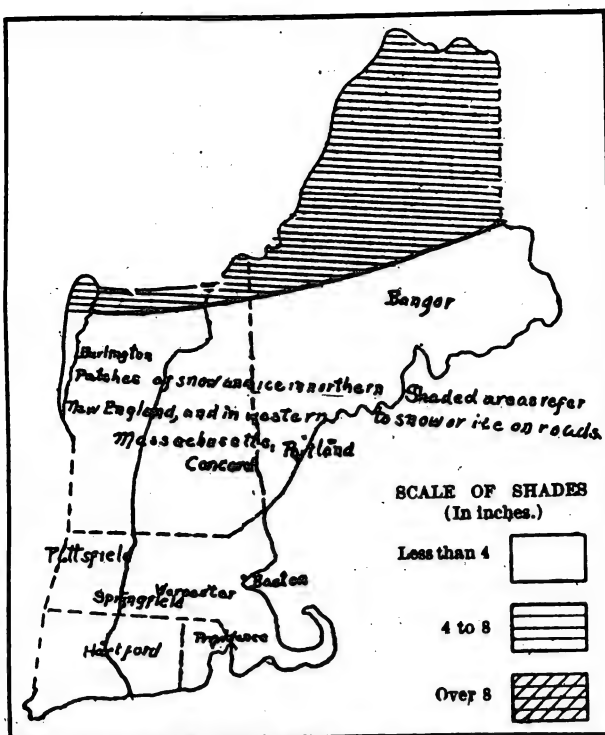 Bangor
Burlington
Patches of snow and ice in northern
New England, and in western
Massachusetts.
Shaded areas refer
to snow or ice on roads.
Portland
Concord
SCALE OF SHADES
(In inches.)
Less than 4
4 to 8
Over 8
Pittsfield
Springfield
Worcester
Boston
Hartford
Providence